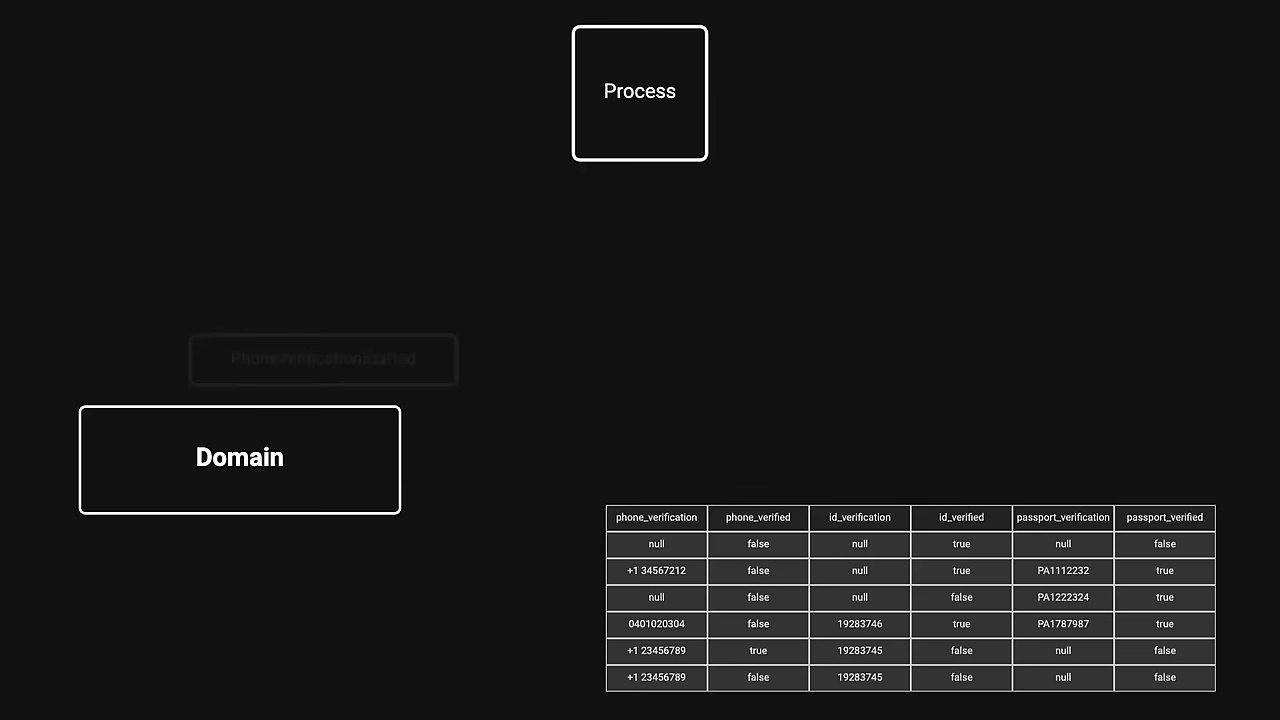 Process
Domain
phone_verification phone_verified id_verification id_verified passport_verification passport_verified
null false null true null false
+1 34567212 false null true PA1112232 true
null false null false PA1222324 true
0401020304 false 19283746 true PA1787987 true
+1 23456789 true 19283745 false null false
+1 23456789 false 19283745 false null false